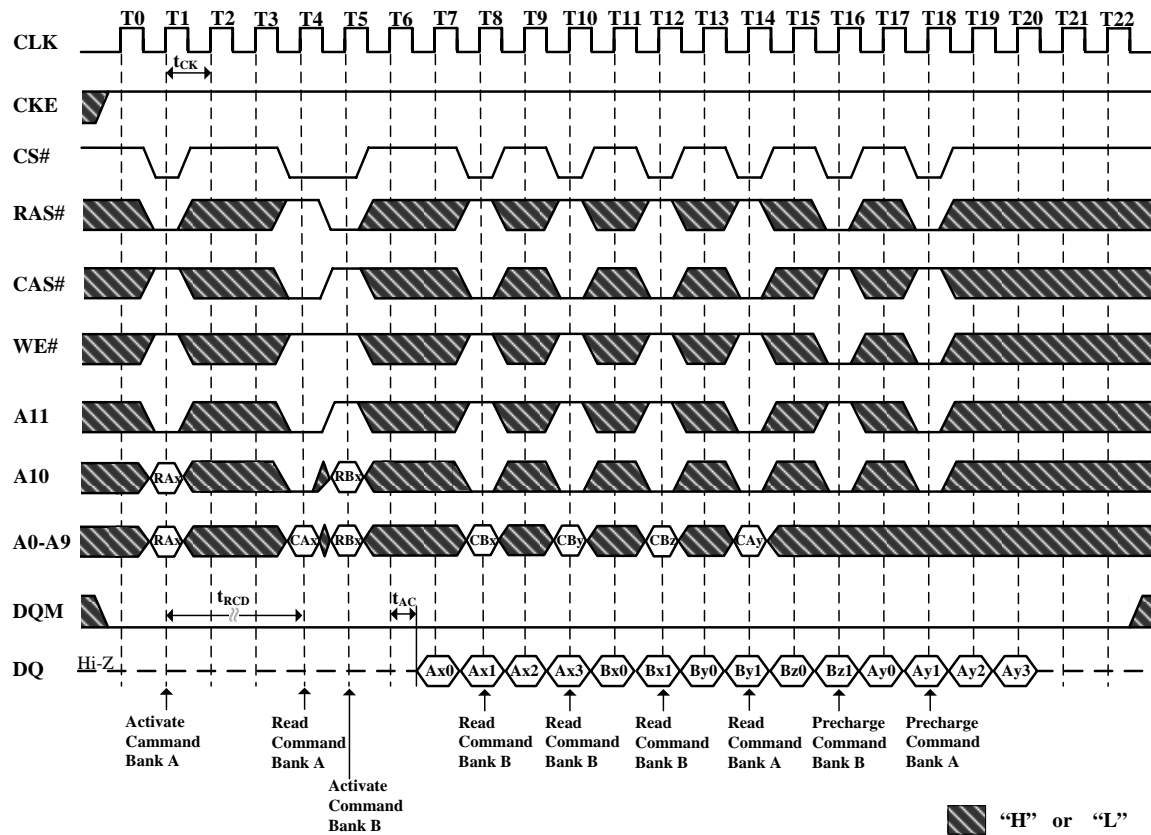 T0 T1 T2 T3 T4 T5 T6 T7 T8 T9 T10 T11 T12 T13 T14 T15 T16 T17 T18 T19 T20 T21 T22
CLK
tCK
CKE
CS#
RAS#
CAS#
WE#
A11
A10 RAx RBx
A0-A9 RAx CAx RBx CBx CBy CBz CAy
tRCD tAC
DQM
DQ Hi-Z Ax0 Ax1 Ax2 Ax3 Bx0 Bx1 By0 By1 Bz0 Bz1 Ay0 Ay1 Ay2 Ay3
Activate
Cammand
Bank A
Read
Command
Bank A
Activate
Command
Bank B
Read
Command
Bank B
Read
Command
Bank B
Read
Command
Bank B
Read
Command
Bank A
Precharge
Command
Bank B
Precharge
Command
Bank A
“H” or “L”